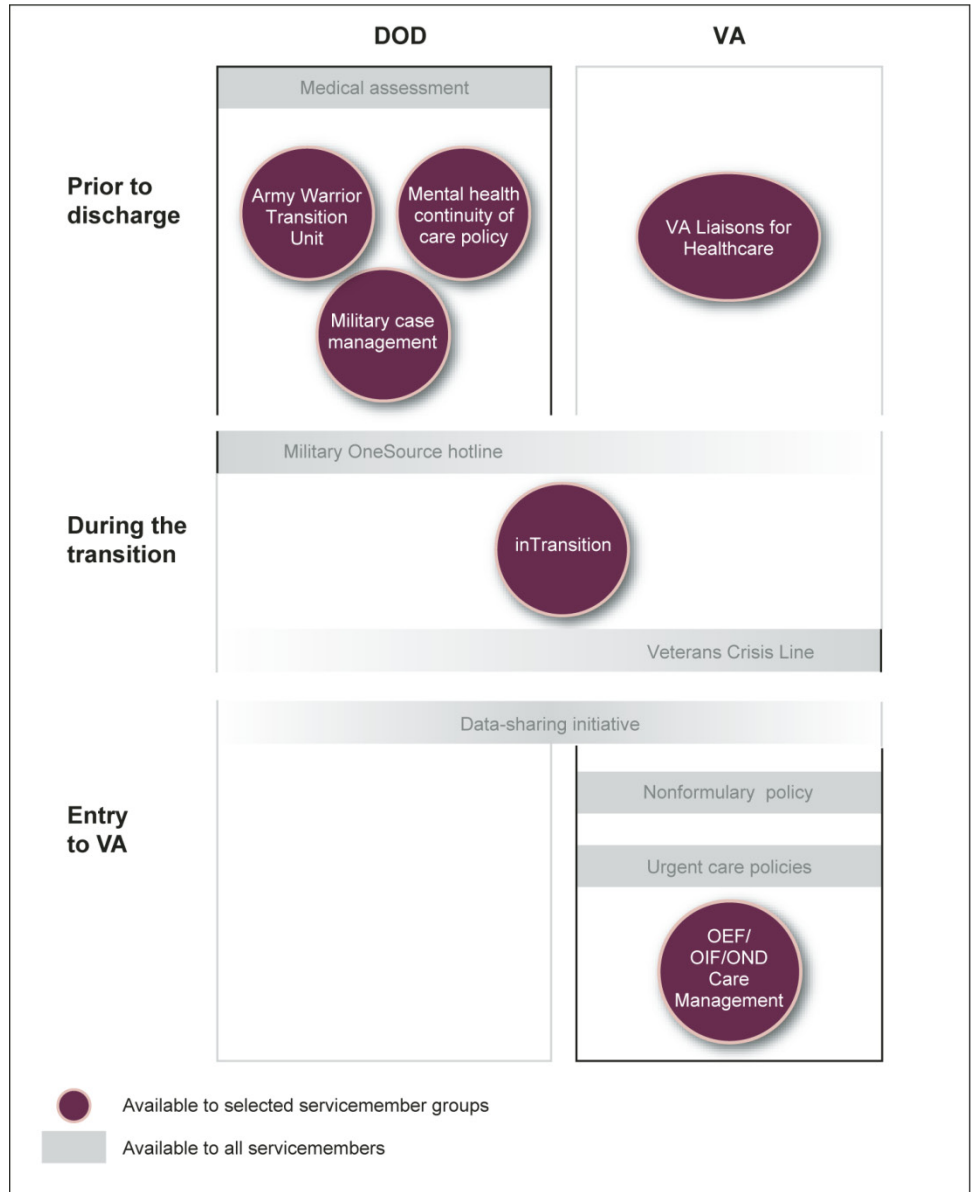 DOD
VA
Medical assessment
Prior to
discharge
Army Warrior
Transition
Unit
Mental health
continuity of
care policy
Military case
management
VA Liaisons for
Healthcare
Military OneSource hotline
During the
transition
inTransition
Veterans Crisis Line
Data-sharing initiative
Entry
to VA
Nonformulary policy
Urgent care policies
OEF/
OIF/OND
Care
Management
Available to selected servicemember groups
Available to all servicemembers